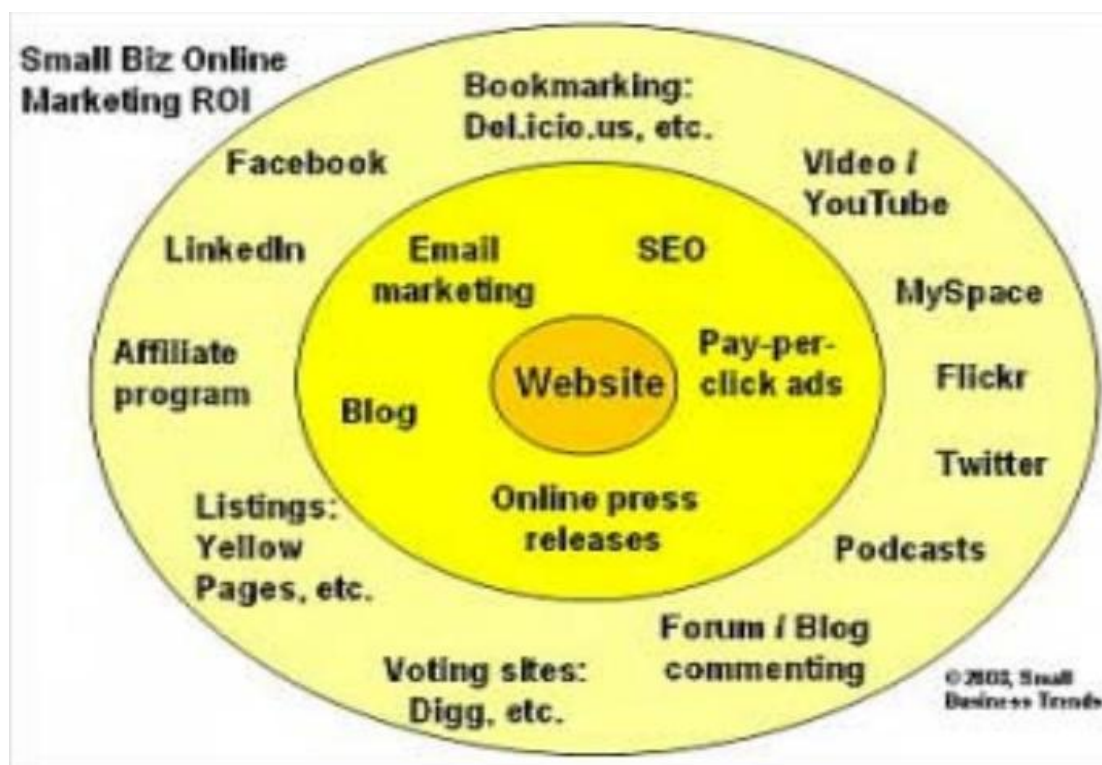 Small Biz Online
Marketing ROI
Bookmarking:
Del.icio.us, etc.
Facebook
Video /
YouTube
LinkedIn
Email
marketing
SEO
MySpace
Affiliate
program
Website
Pay-per-
click ads
Flickr
Blog
Twitter
Listings:
Yellow
Pages, etc.
Online press
releases
Podcasts
Forum / Blog
commenting
Voting sites:
Digg, etc.
Small
Business Trends